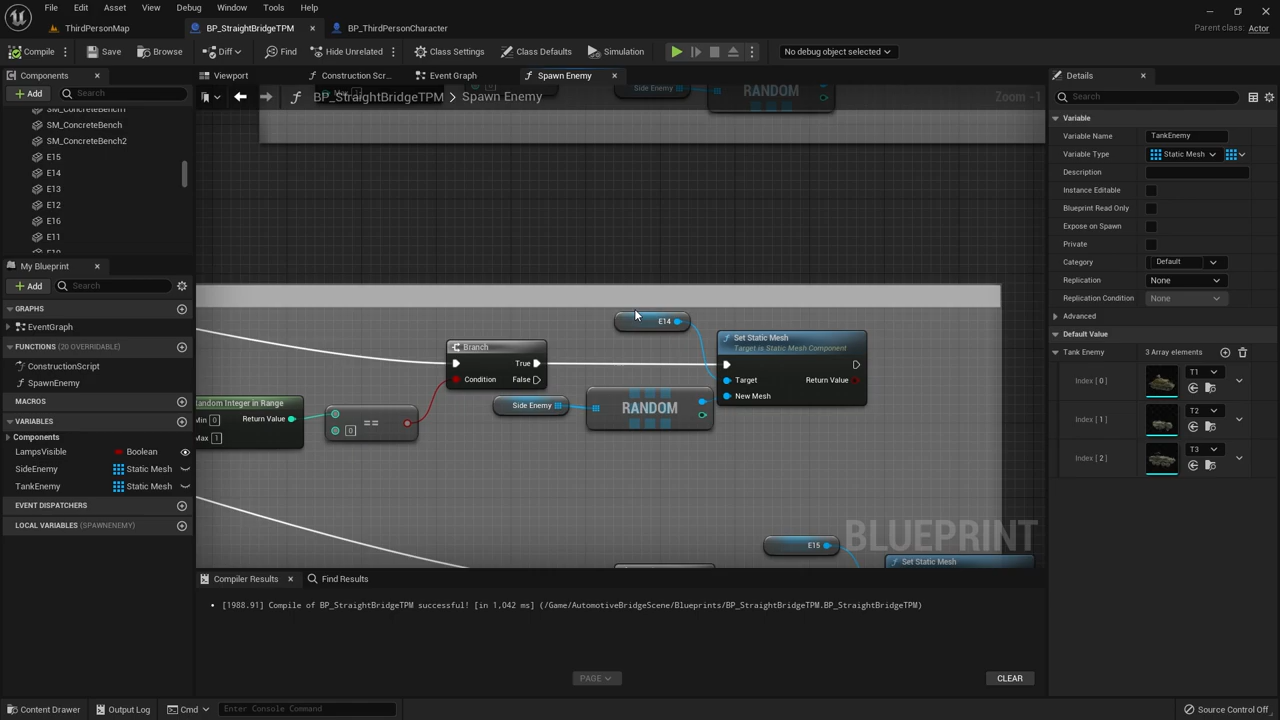 File Edit Asset View Debug Window Tools Help
ThirdPersonMap BP_StraightBridgeTPM BP_ThirdPersonCharacter Parent class: Actor
Compile Save Browse Diff Find Hide Unrelated Class Settings Class Defaults Simulation No debug object selected
Components Viewport Construction Scr... Event Graph Spawn Enemy Details
Add Search BP_StraightBridgeTPM > Spawn Enemy Side Enemy RANDOM Zoom -1 Search
SM_ConcreteBench1
SM_ConcreteBench
SM_ConcreteBench2
E15
E14
E13
E12
E16
E11
E10
My Blueprint
Add Search
GRAPHS
EventGraph
FUNCTIONS (20 OVERRIDABLE)
ConstructionScript
SpawnEnemy
MACROS
VARIABLES
Components
LampsVisible Boolean
SideEnemy Static Mesh
TankEnemy Static Mesh
EVENT DISPATCHERS
LOCAL VARIABLES (SPAWNENEMY)
E14
Branch
True
Condition False
Set Static Mesh
Target is Static Mesh Component
Target Return Value
New Mesh
Side Enemy RANDOM
Random Integer in Range
Min 0 Return Value
Max 1
0 ==
E15
Set Static Mesh
BLUEPRINT
Variable
Variable Name TankEnemy
Variable Type Static Mesh
Description
Instance Editable
Blueprint Read Only
Expose on Spawn
Private
Category Default
Replication None
Replication Condition None
Advanced
Default Value
Tank Enemy 3 Array elements
Index [ 0 ] T1
Index [ 1 ] T2
Index [ 2 ] T3
Compiler Results Find Results
[1988.91] Compile of BP_StraightBridgeTPM successful! [in 1,042 ms] (/Game/AutomotiveBridgeScene/Blueprints/BP_StraightBridgeTPM.BP_StraightBridgeTPM)
PAGE CLEAR
Content Drawer Output Log Cmd Enter Console Command Source Control Off